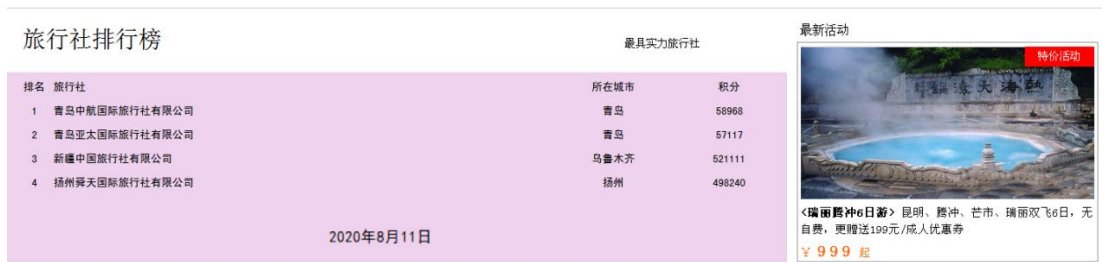 旅行社排行榜
最具实力旅行社
排名 旅行社 所在城市 积分
1 青岛中航国际旅行社有限公司 青岛 58968
2 青岛亚太国际旅行社有限公司 青岛 57117
3 新疆中国旅行社有限公司 乌鲁木齐 521111
4 扬州舜天国际旅行社有限公司 扬州 498240
2020年8月11日
最新活动
特价活动
热海大滚锅
<瑞丽腾冲6日游> 昆明、腾冲、芒市、瑞丽双飞6日，无
自费，更赠送199元/成人优惠券
¥ 999 起